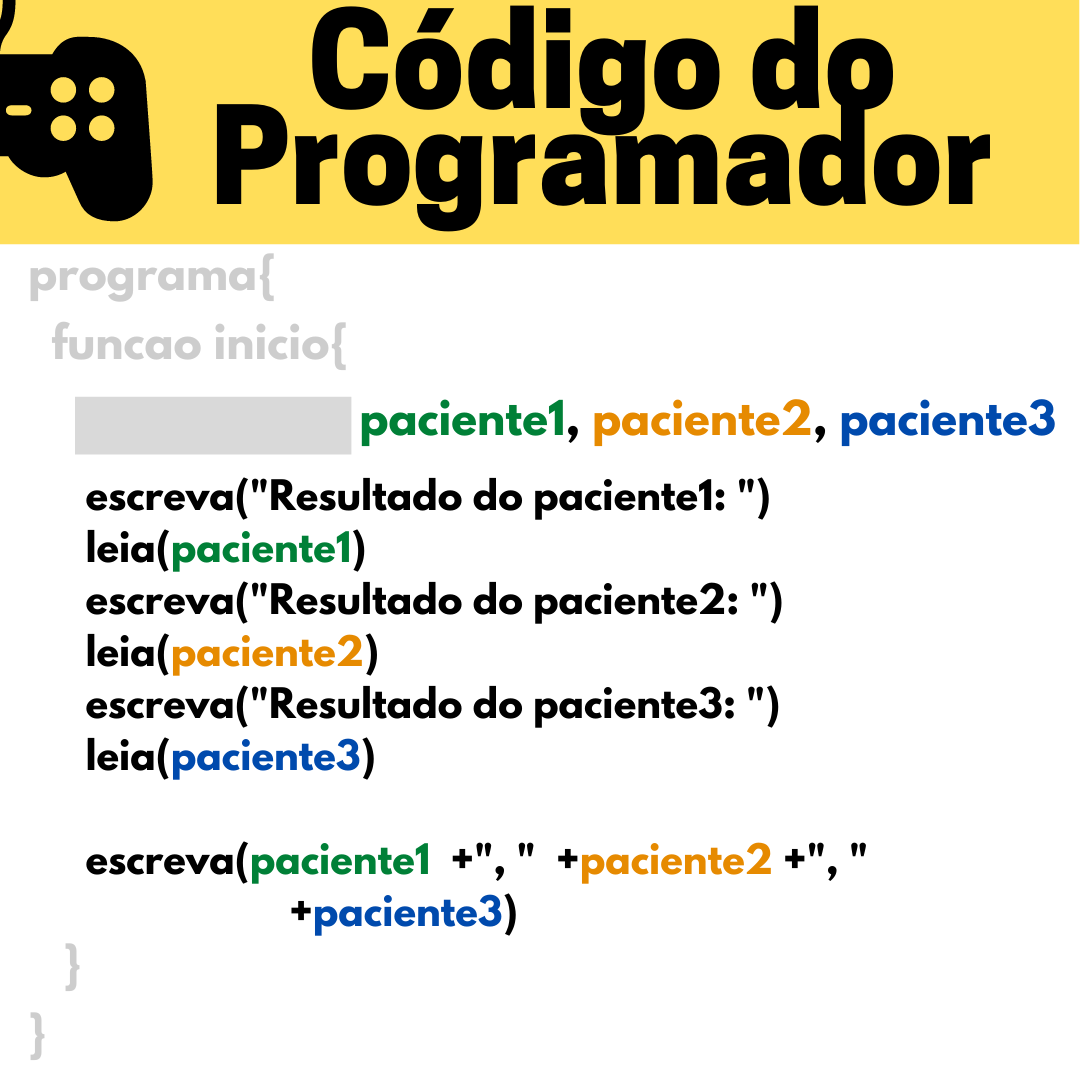 Código do
Programador
programa{
funcao inicio{
paciente1, paciente2, paciente3
escreva("Resultado do paciente1: ")
leia(paciente1)
escreva("Resultado do paciente2: ")
leia(paciente2)
escreva("Resultado do paciente3: ")
leia(paciente3)
escreva(paciente1 +", " +paciente2 +", "
+paciente3)
}
}